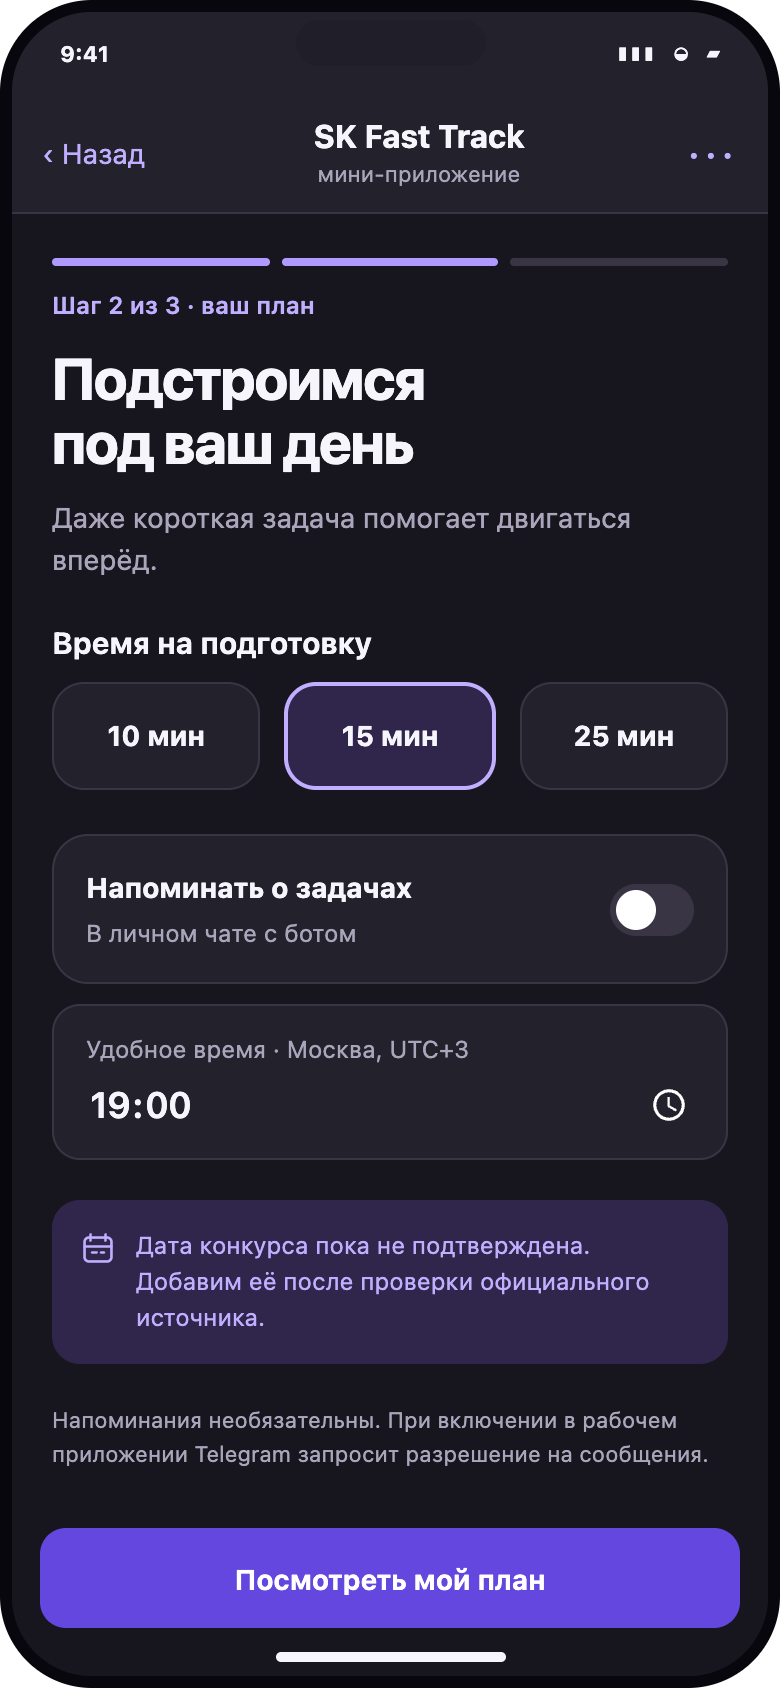 9:41
‹ Назад
SK Fast Track
мини-приложение
Шаг 2 из 3 · ваш план
Подстроимся
под ваш день
Даже короткая задача помогает двигаться
вперёд.
Время на подготовку
10 мин
15 мин
25 мин
Напоминать о задачах
В личном чате с ботом
Удобное время · Москва, UTC+3
19:00
Дата конкурса пока не подтверждена.
Добавим её после проверки официального
источника.
Напоминания необязательны. При включении в рабочем
приложении Telegram запросит разрешение на сообщения.
Посмотреть мой план